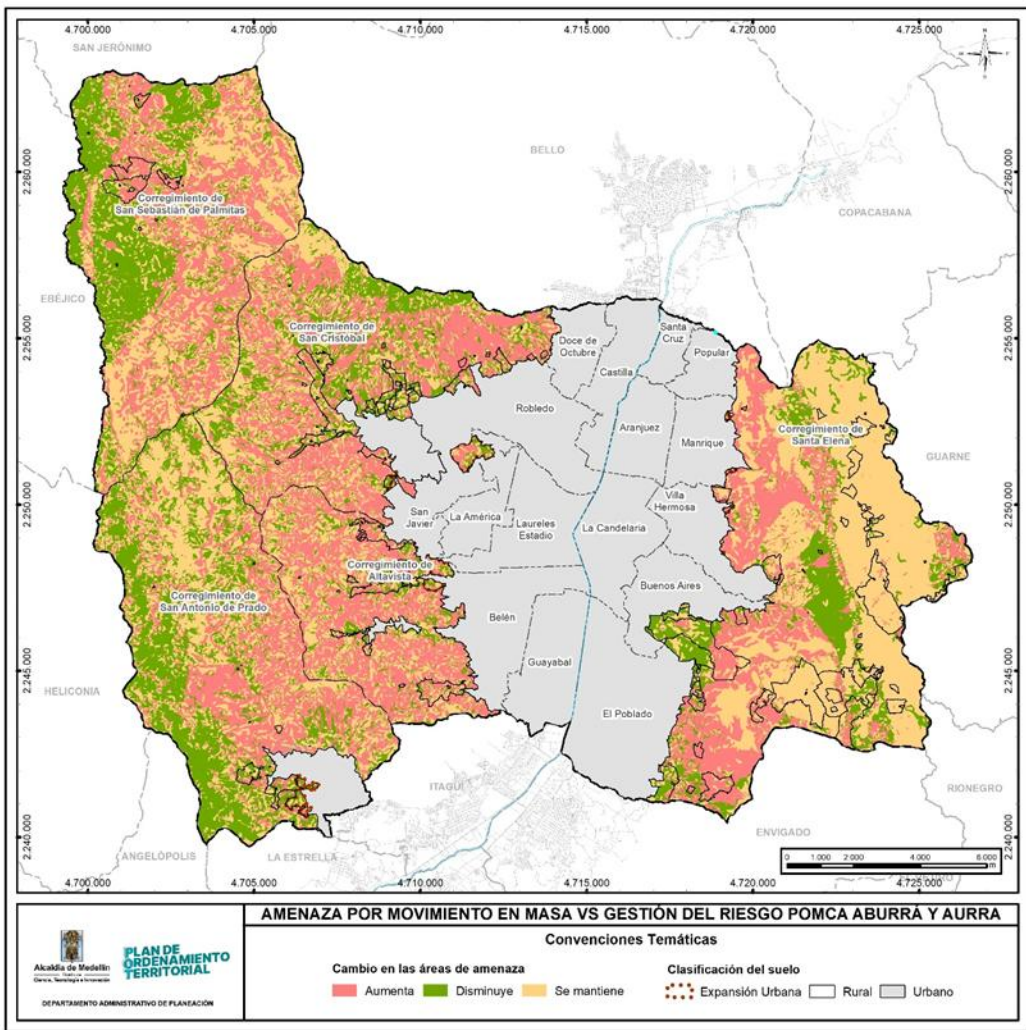 4.700.000
4.705.000
4.710.000
4.715.000
4.720.000
4.725.000
SAN JERÓNIMO
BELLO
2.260.000
2.260.000
Corregimiento de
San Sebastián de Palmitas
COPACABANA
EBÉJICO
Corregimiento de
San Cristóbal
Santa
Cruz
Doce de
Octubre
Popular
2.255.000
2.255.000
Castilla
Robledo
Aranjuez
Manrique
Corregimiento de
Santa Elena
GUARNE
2.250.000
2.250.000
San
Javier
La América
Laureles
Estadio
La Candelaria
Villa
Hermosa
Corregimiento de
Altavista
Buenos Aires
Corregimiento de
San Antonio de Prado
Belén
Guayabal
2.245.000
2.245.000
HELICONIA
El Poblado
ITAGÜÍ
RIONEGRO
ENVIGADO
2.240.000
2.240.000
ANGELÓPOLIS
LA ESTRELLA
0 1.000 2.000 4.000 6.000
m
4.700.000
4.705.000
4.710.000
4.715.000
4.720.000
4.725.000
AMENAZA POR MOVIMIENTO EN MASA VS GESTIÓN DEL RIESGO POMCA ABURRÁ Y AURRA
Convenciones Temáticas
Alcaldía de Medellín
Ciencia, Tecnología e Innovación
PLAN DE
ORDENAMIENTO
TERRITORIAL
DEPARTAMENTO ADMINISTRATIVO DE PLANEACIÓN
Cambio en las áreas de amenaza
Aumenta
Disminuye
Se mantiene
Clasificación del suelo
Expansión Urbana
Rural
Urbano